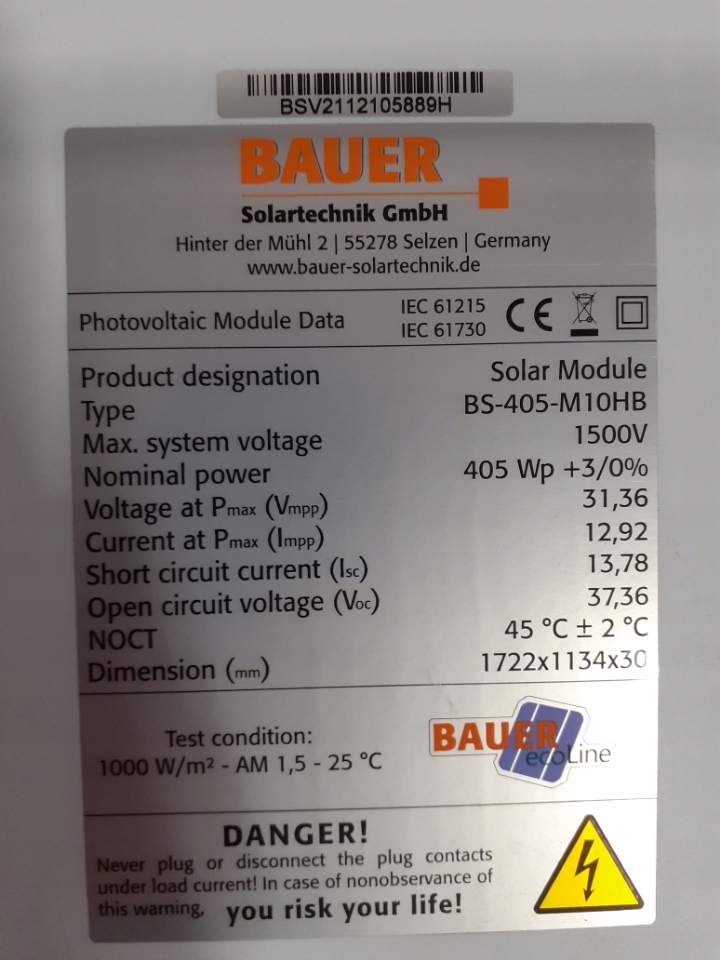 BSV2112105889H
BAUER
Solartechnik GmbH
Hinter der Mühl 2 | 55278 Selzen | Germany
www.bauer-solartechnik.de
Photovoltaic Module Data
IEC 61215
IEC 61730
CE
Product designation Solar Module
Type BS-405-M10HB
Max. system voltage 1500V
Nominal power 405 Wp +3/0%
Voltage at Pmax (Vmpp) 31,36
Current at Pmax (Impp) 12,92
Short circuit current (Isc) 13,78
Open circuit voltage (Voc) 37,36
NOCT 45 °C ± 2 °C
Dimension (mm) 1722x1134x30
Test condition:
1000 W/m² - AM 1,5 - 25 °C
BAUER
ecoLine
DANGER!
Never plug or disconnect the plug contacts
under load current! In case of nonobservance of
this warning, you risk your life!